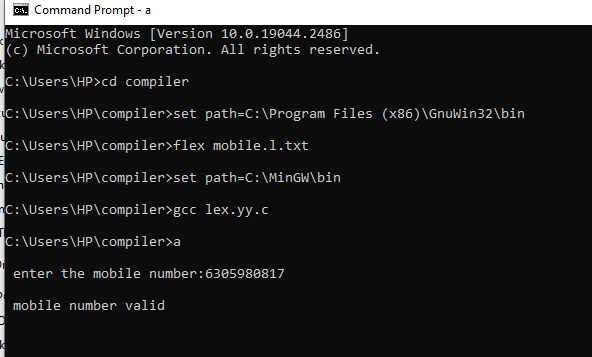 Command Prompt - a
Microsoft Windows [Version 10.0.19044.2486]
(c) Microsoft Corporation. All rights reserved.
C:\Users\HP>cd compiler
C:\Users\HP\compiler>set path=C:\Program Files (x86)\GnuWin32\bin
C:\Users\HP\compiler>flex mobile.l.txt
C:\Users\HP\compiler>set path=C:\MinGW\bin
C:\Users\HP\compiler>gcc lex.yy.c
C:\Users\HP\compiler>a
enter the mobile number:6305980817
mobile number valid